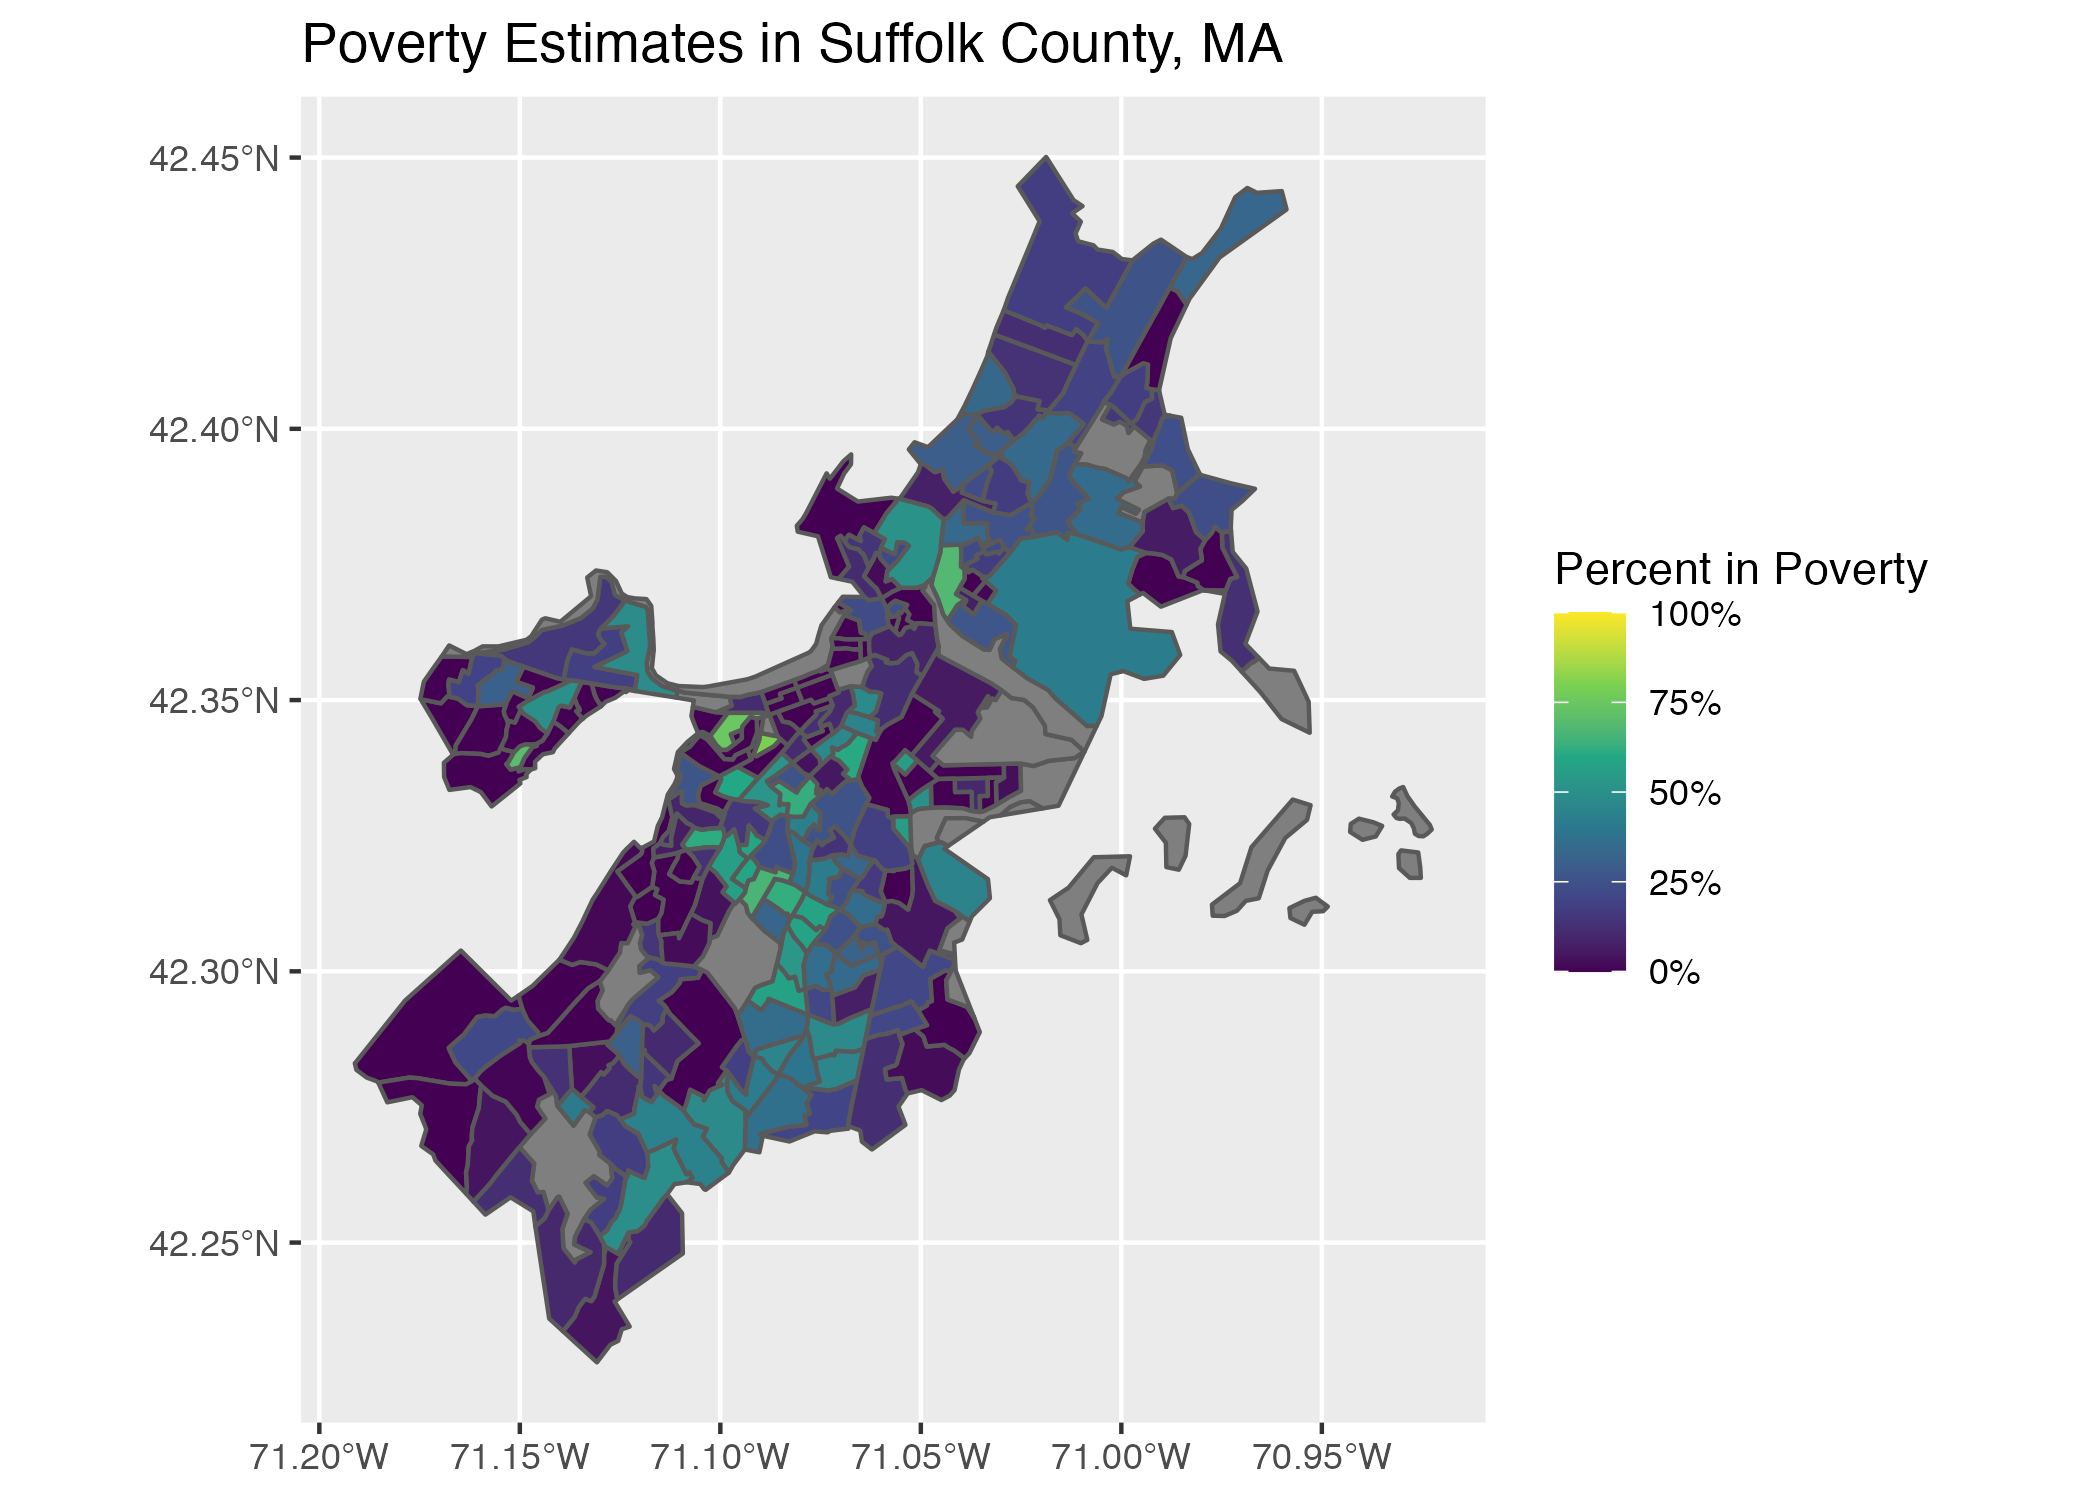 Poverty Estimates in Suffolk County, MA
42.45°N
42.40°N
42.35°N
42.30°N
42.25°N
71.20°W
71.15°W
71.10°W
71.05°W
71.00°W
70.95°W
Percent in Poverty
100%
75%
50%
25%
0%